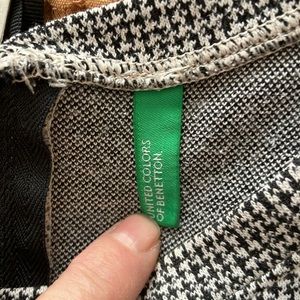 UNITED COLORS
OF BENETTON.